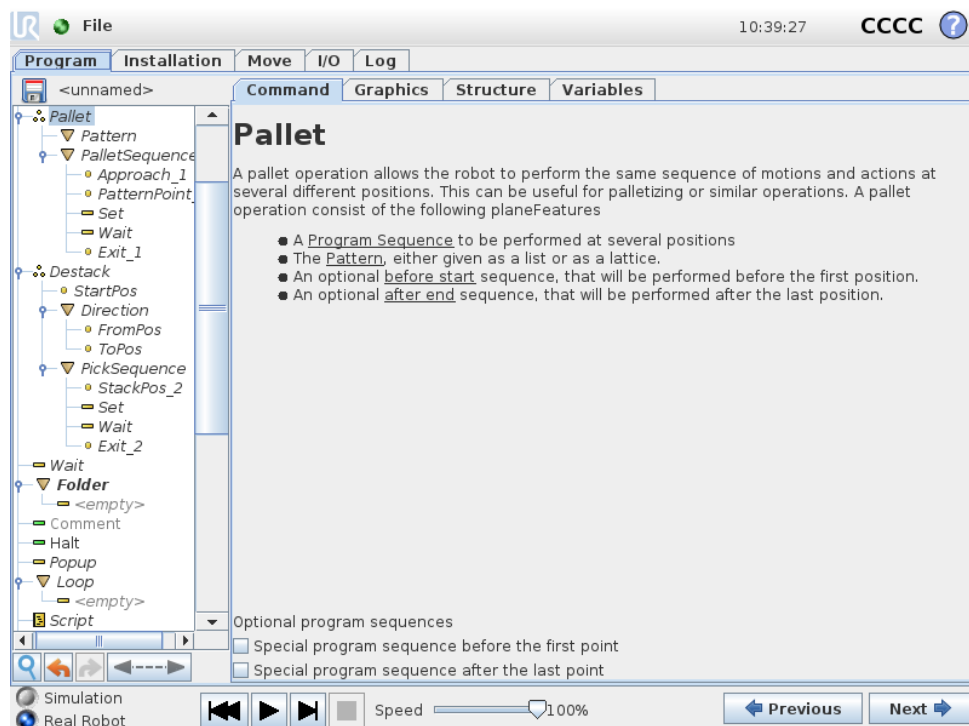 UR File 10:39:27 CCCC ?
Program Installation Move I/O Log
<unnamed> Command Graphics Structure Variables
Pallet
Pattern
PalletSequence
Approach_1
PatternPoint_
Set
Wait
Exit_1
Destack
StartPos
Direction
FromPos
ToPos
PickSequence
StackPos_2
Set
Wait
Exit_2
Wait
Folder
<empty>
Comment
Halt
Popup
Loop
<empty>
Script
Pallet
A pallet operation allows the robot to perform the same sequence of motions and actions at
several different positions. This can be useful for palletizing or similar operations. A pallet
operation consist of the following planeFeatures
A Program Sequence to be performed at several positions
The Pattern, either given as a list or as a lattice.
An optional before start sequence, that will be performed before the first position.
An optional after end sequence, that will be performed after the last position.
Optional program sequences
Special program sequence before the first point
Special program sequence after the last point
Simulation
Real Robot
Speed 100% Previous Next